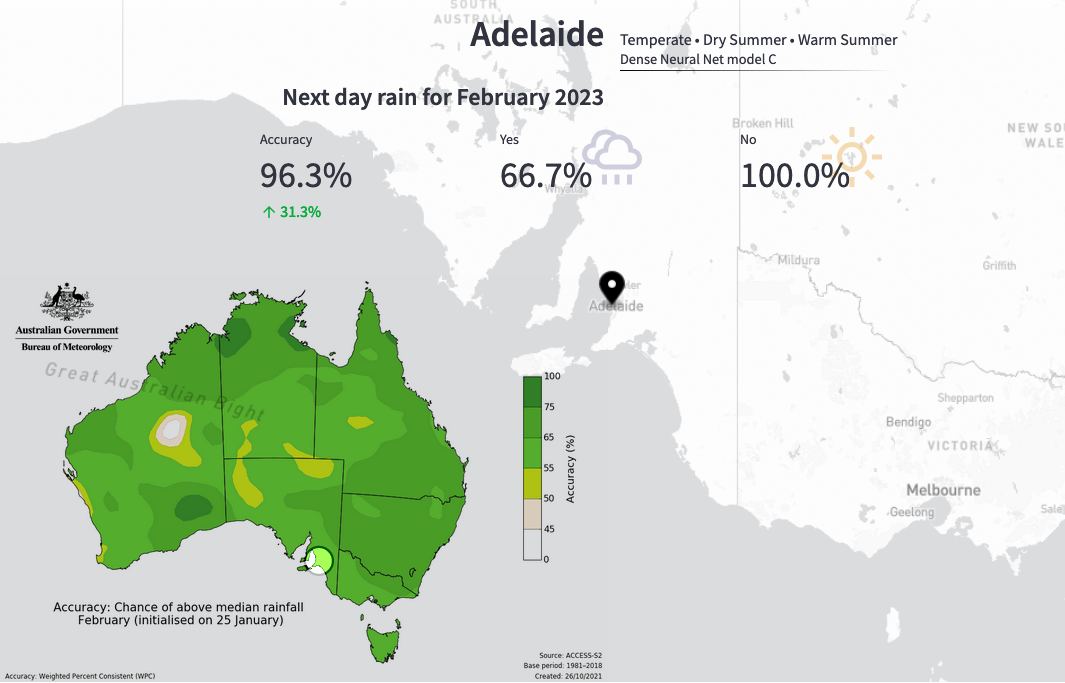 SOUTH
AUSTRALIA
Adelaide
Temperate • Dry Summer • Warm Summer
Dense Neural Net model C
Next day rain for February 2023
Accuracy
96.3%
↑ 31.3%
Yes
66.7%
No
100.0%
Broken Hill
NEW SO
WALE
Whyalla
Mildura
Griffith
Adelaide
Shepparton
Bendigo
VICTORIA
Melbourne
Geelong
Sale
Australian Government
Bureau of Meteorology
Great Australian Bight
100
75
65
55
50
45
0
Accuracy (%)
Accuracy: Chance of above median rainfall
February (initialised on 25 January)
Source: ACCESS-S2
Base period: 1981–2018
Created: 26/10/2021
Accuracy: Weighted Percent Consistent (WPC)